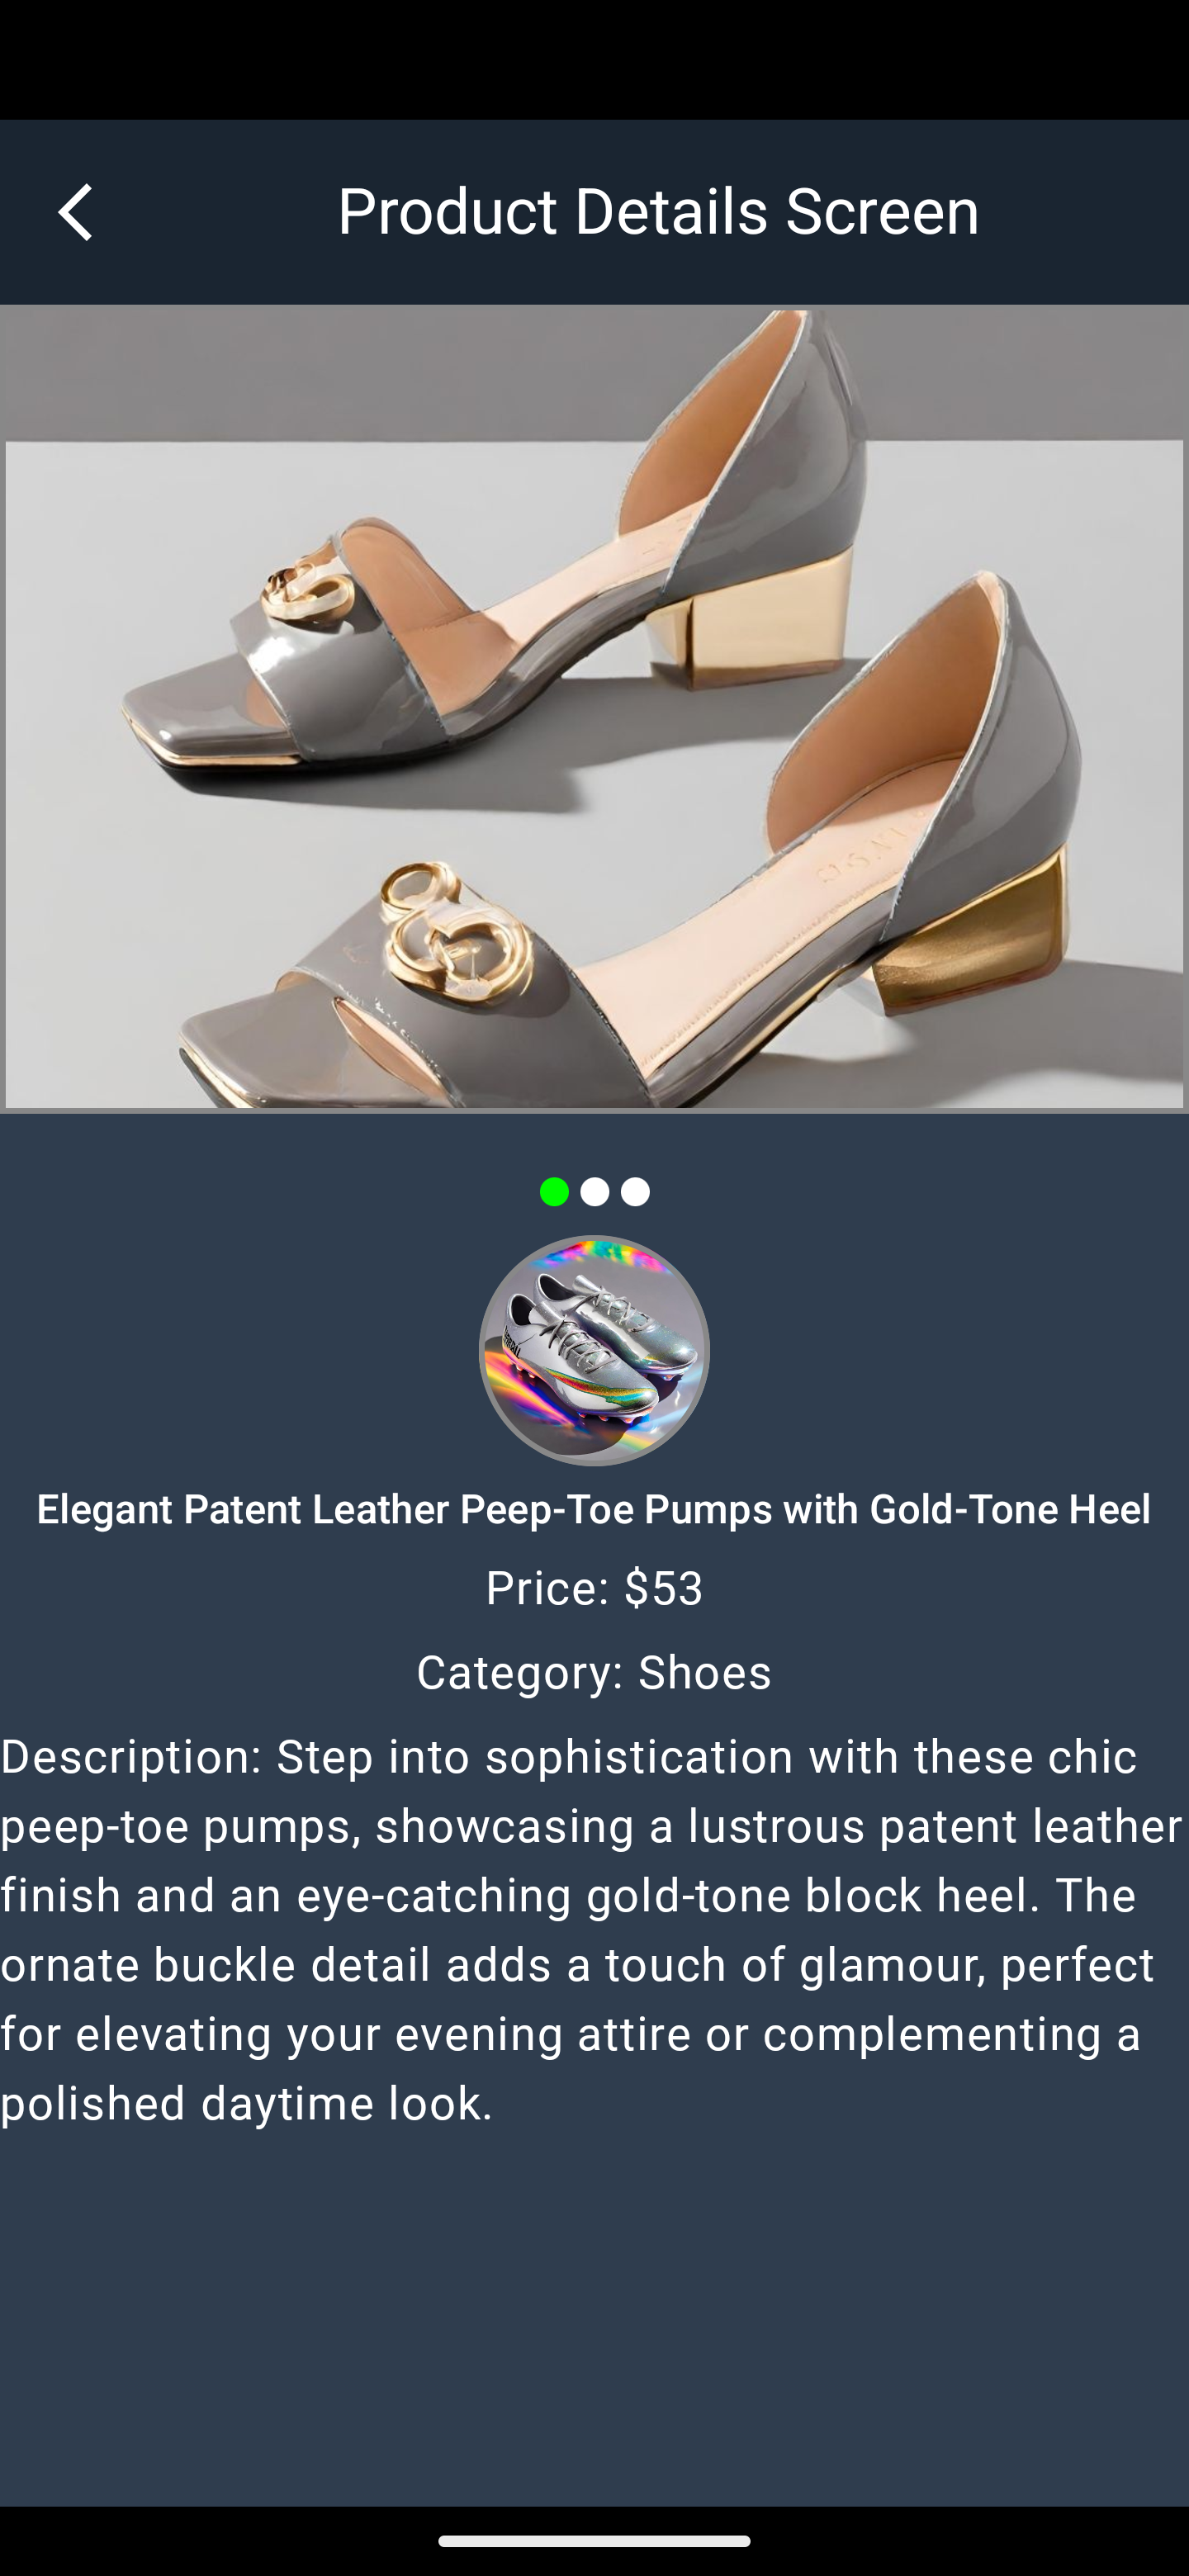 Product Details Screen
Elegant Patent Leather Peep-Toe Pumps with Gold-Tone Heel
Price: $53
Category: Shoes
Description: Step into sophistication with these chic
peep-toe pumps, showcasing a lustrous patent leather
finish and an eye-catching gold-tone block heel. The
ornate buckle detail adds a touch of glamour, perfect
for elevating your evening attire or complementing a
polished daytime look.